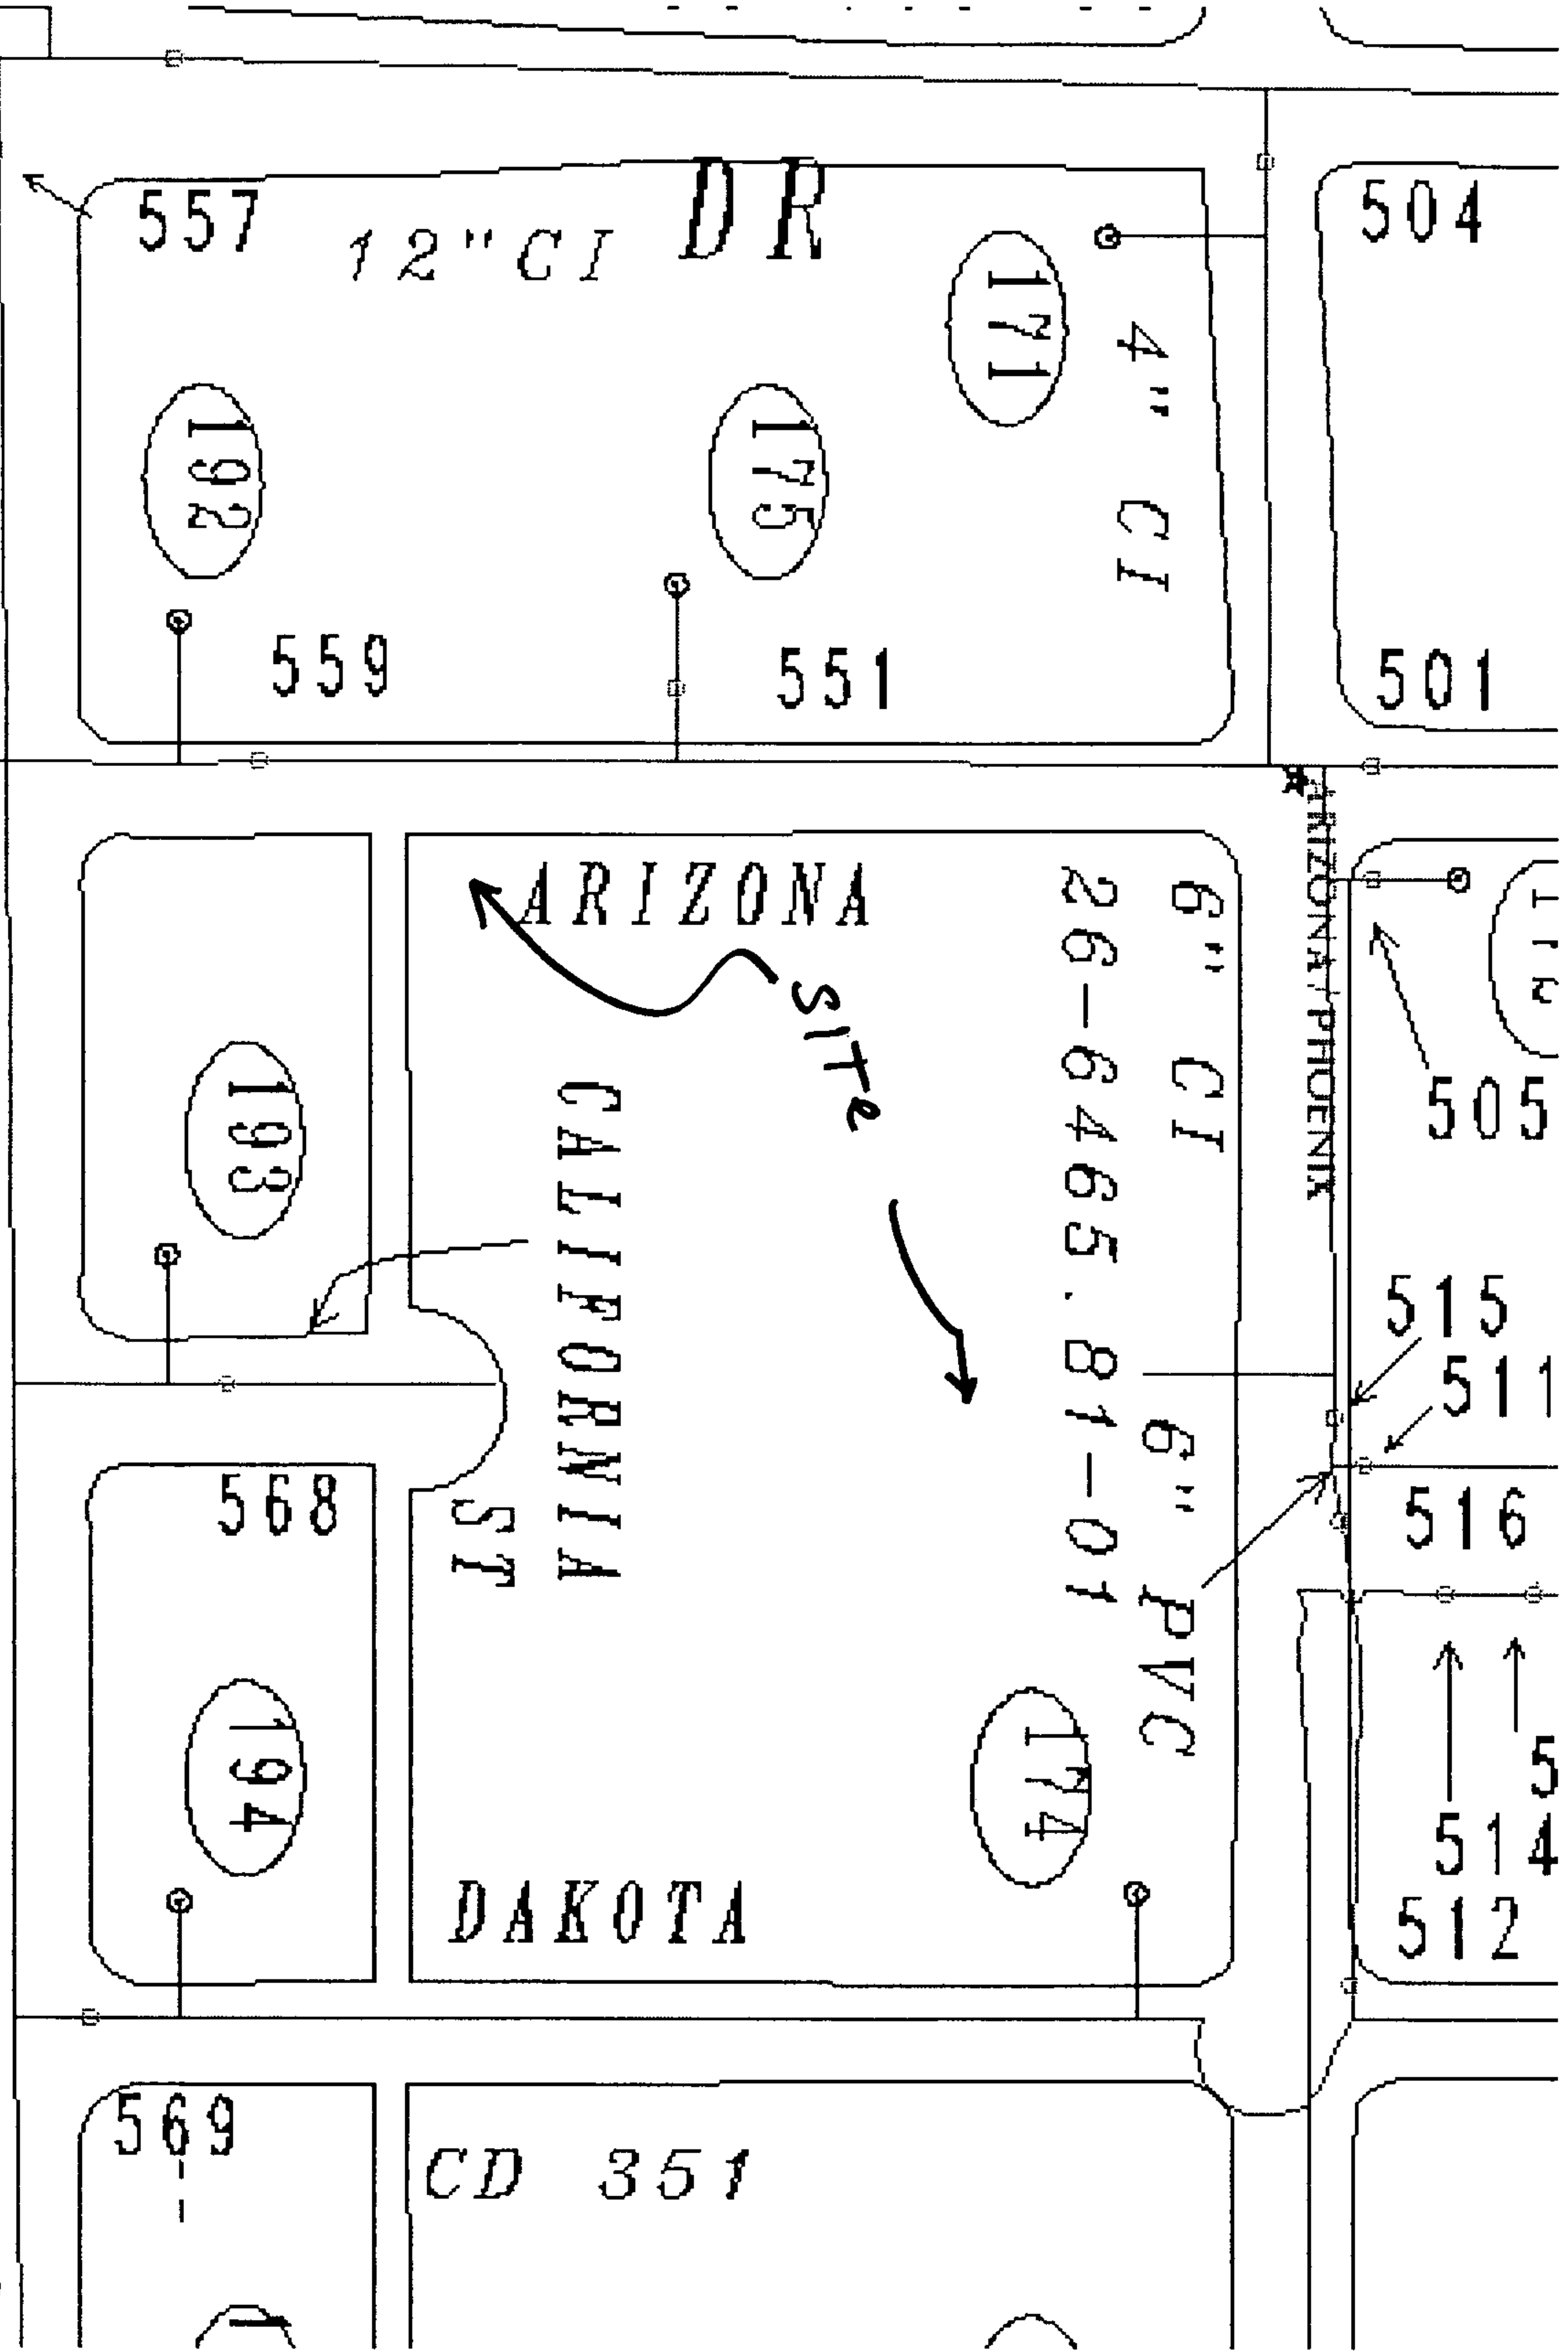 557
12"CI
DR
171
4" CI
504
192
175
559
551
501
ARIZONA
SITe
6" CI
26-6465.81-01
ARIZONA / PHOENIX
505
193
CALIFORNIA
ST
515
511
6" PVC
568
516
194
174
5
514
DAKOTA
512
569
CD 351